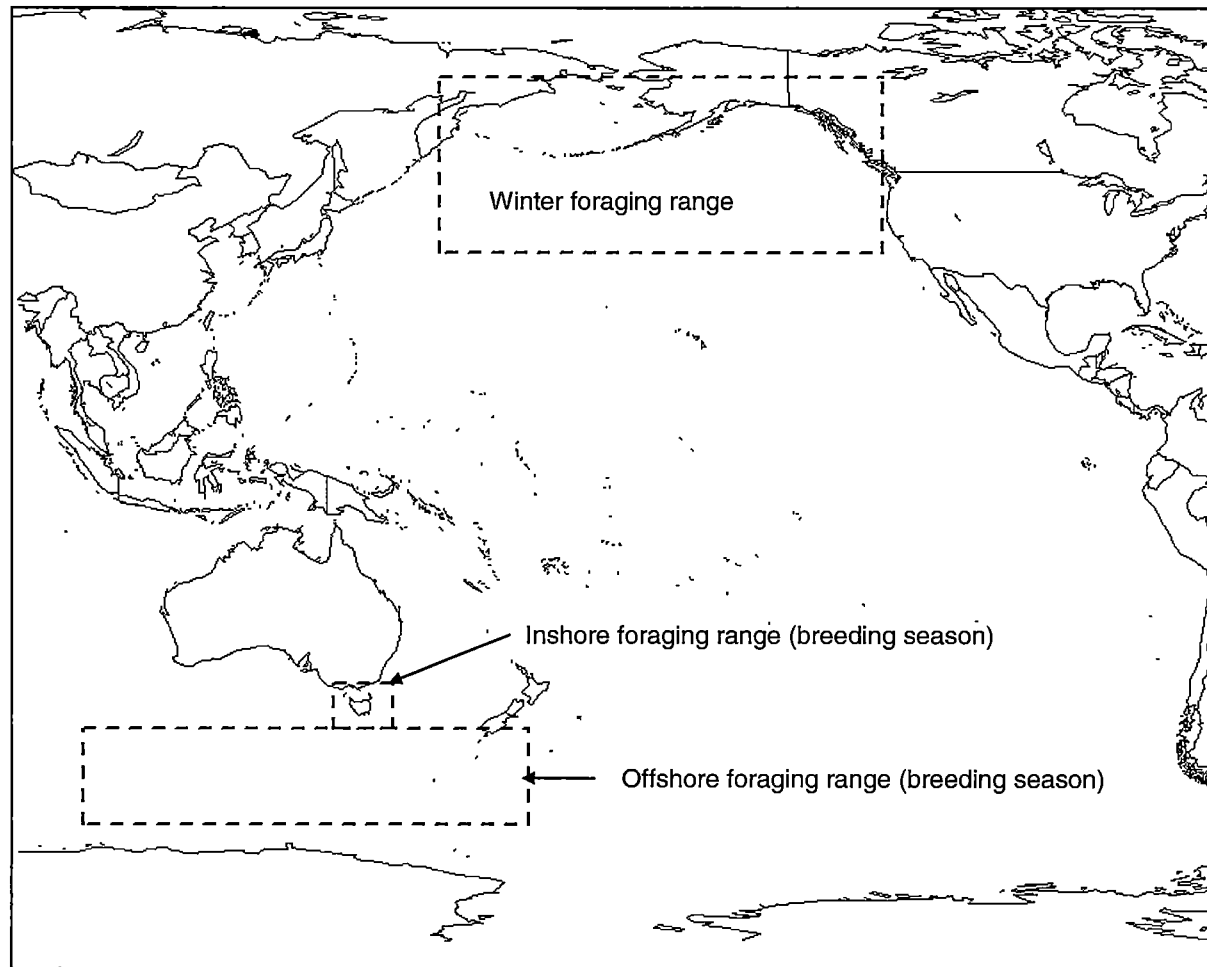 Winter foraging range
Inshore foraging range (breeding season)
Offshore foraging range (breeding season)